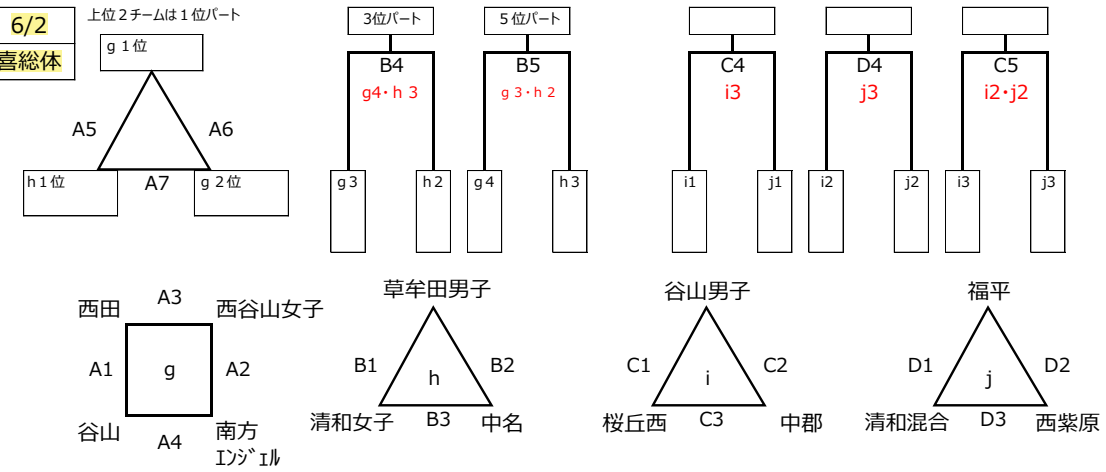 6/2
喜総体
上位２チームは１位パート
g１位
A5
A6
h１位
A7
g２位
3位パート
B4
g4・h３
g３
h２
５位パート
B5
g３・h２
g４
h３
C4
i3
i1
j1
D4
j3
i2
j2
C5
i2・j2
i3
j3
西田
A3
西谷山女子
A1
g
A2
谷山
A4
南方
ｴﾝｼﾞｪﾙ
草牟田男子
B1
h
B2
清和女子
B3
中名
谷山男子
C1
i
C2
桜丘西
C3
中郡
福平
D1
j
D2
清和混合
D3
西紫原